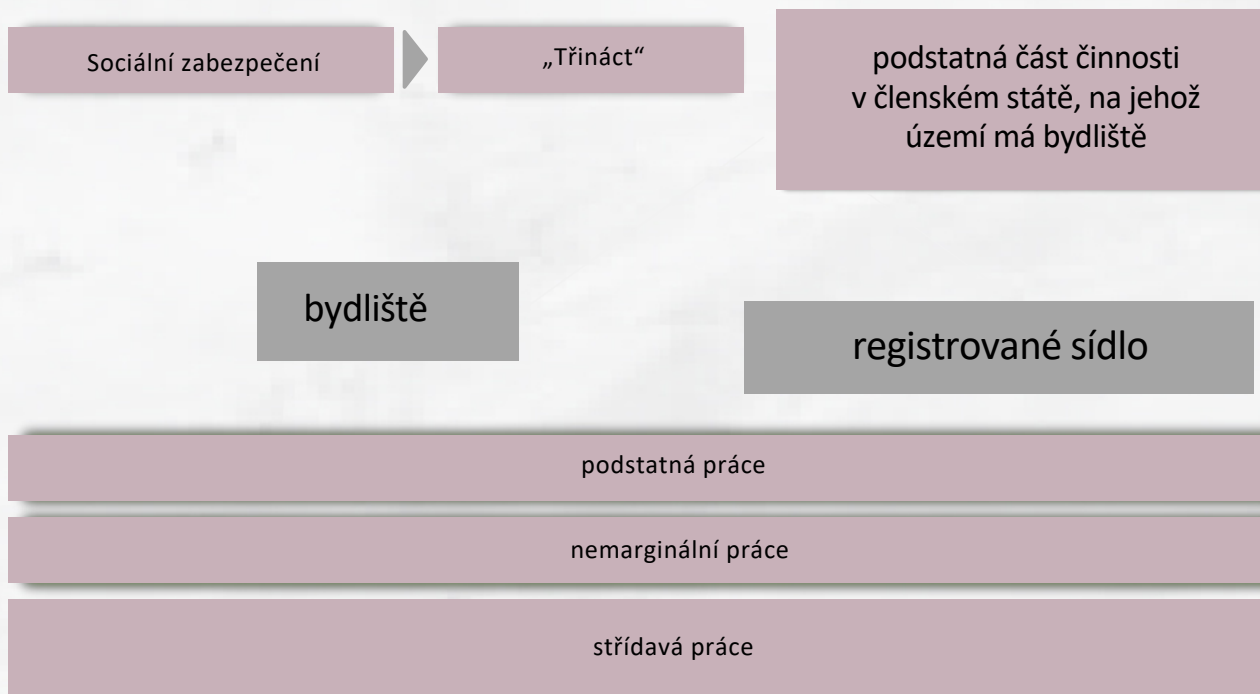 Sociální zabezpečení
„Třináct“
podstatná část činnosti
v členském státě, na jehož
území má bydliště
bydliště
registrované sídlo
podstatná práce
nemarginální práce
střídavá práce